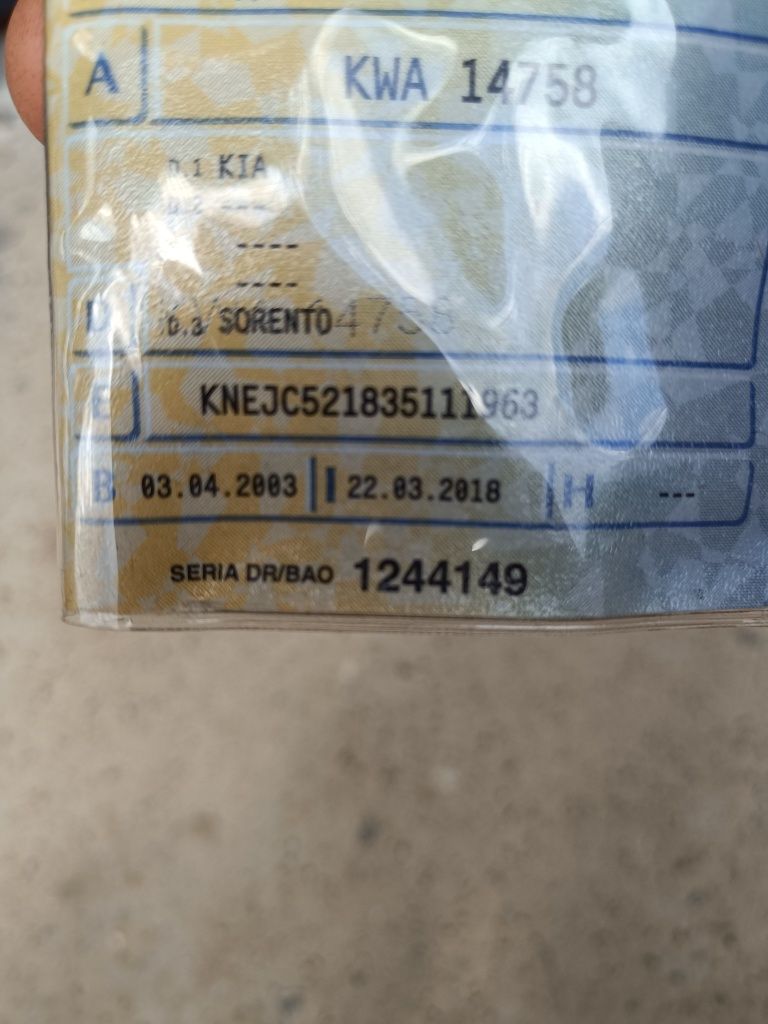 A KWA 14758
D.1 KIA
D.2 ---
----
----
D D.3 SORENTO 4758
E KNEJC521835111963
B 03.04.2003 I 22.03.2018 H ---
SERIA DR/BAO 1244149